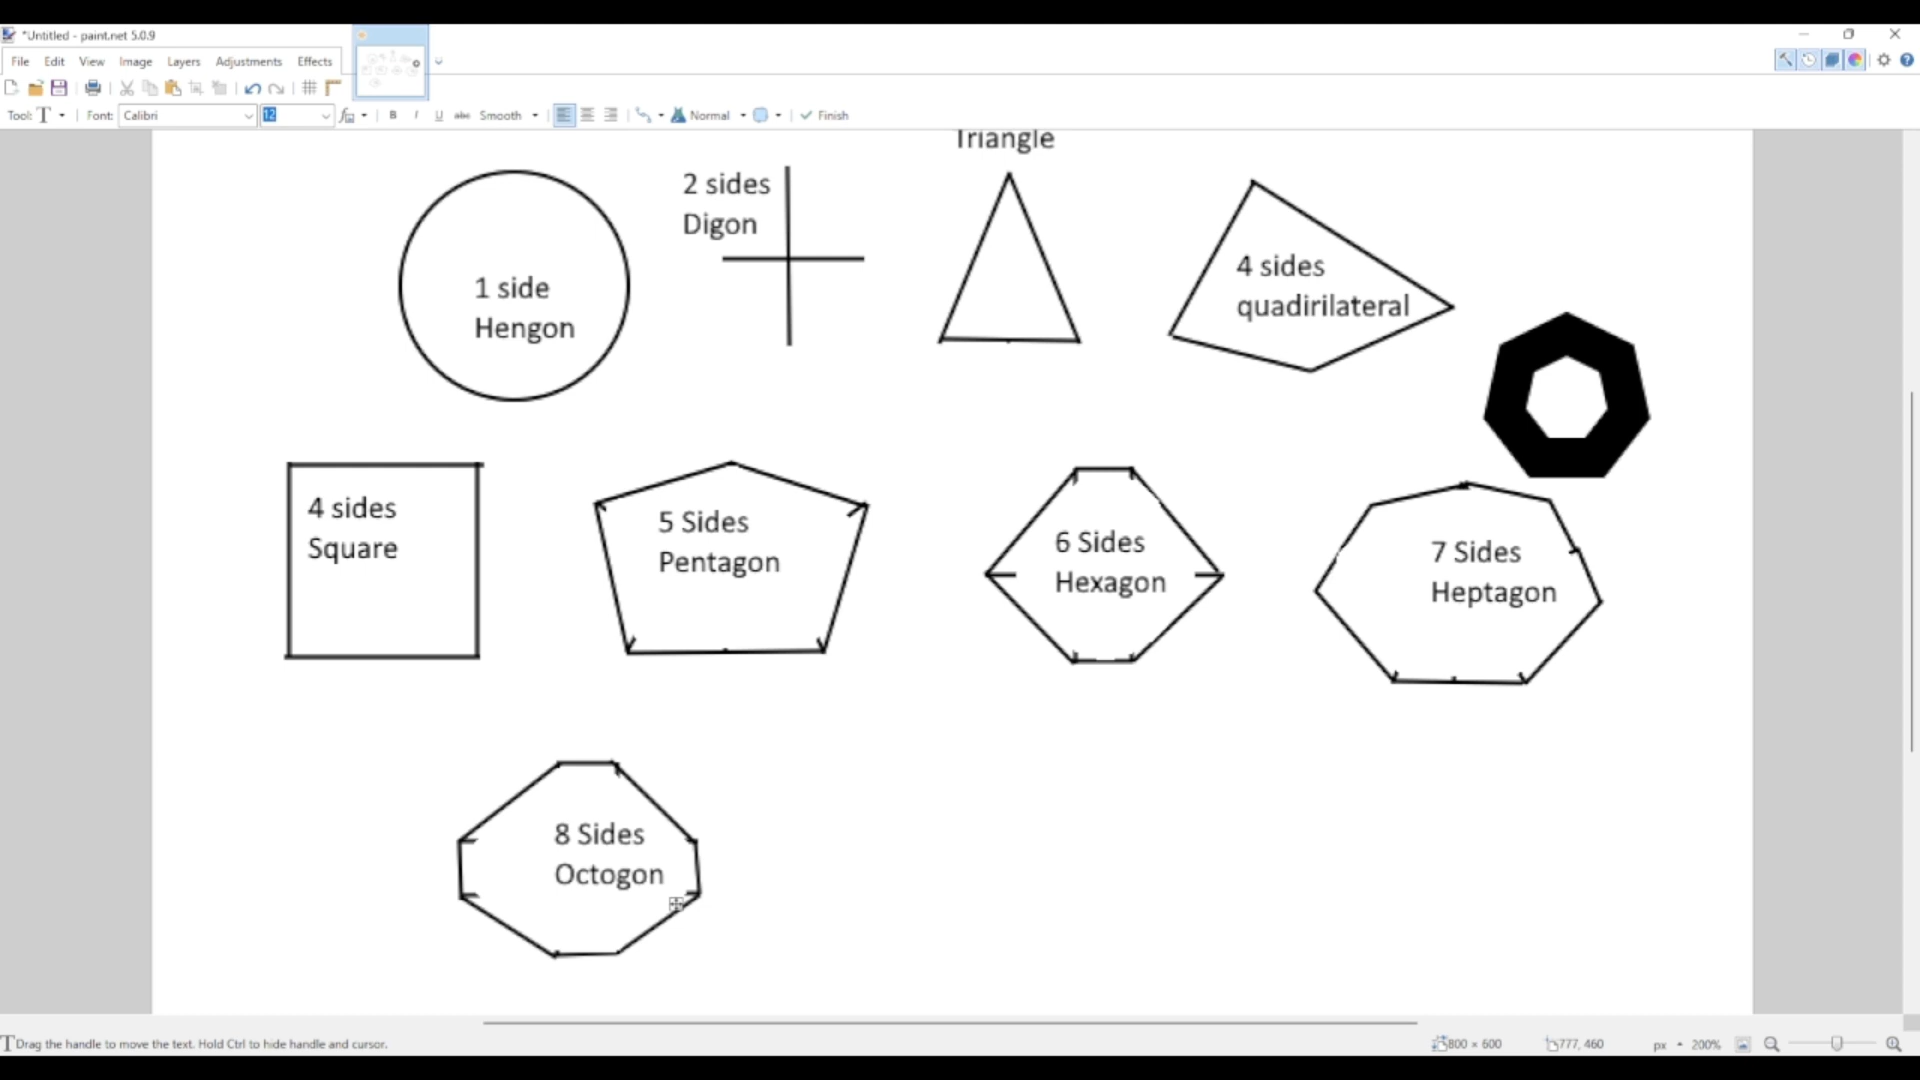 *Untitled - paint.net 5.0.9
File Edit View Image Layers Adjustments Effects
Tool: T Font: Calibri 12 B I U abc Smooth Normal Finish
Triangle
2 sides
Digon
1 side
Hengon
4 sides
quadirilateral
4 sides
Square
5 Sides
Pentagon
6 Sides
Hexagon
7 Sides
Heptagon
8 Sides
Octogon
Drag the handle to move the text. Hold Ctrl to hide handle and cursor.
800 × 600 777, 460 px 200%